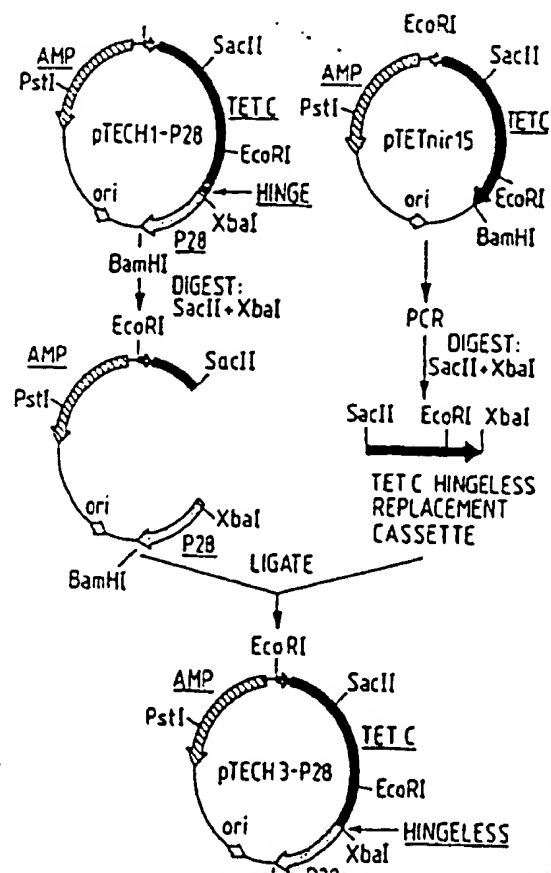 AMP
SacII
PstI
TETC
pTECH1-P28
EcoRI
HINGE
ori
XbaI
P28
BamHI
DIGEST:
SacII+XbaI
EcoRI
SacII
AMP
PstI
TETC
pTETnir15
ori
EcoRI
BamHI
PCR
DIGEST:
SacII+XbaI
SacII EcoRI XbaI
TET C HINGELESS
REPLACEMENT
CASSETTE
EcoRI
AMP
SacII
PstI
ori
XbaI
P28
BamHI
LIGATE
EcoRI
AMP
SacII
PstI
TET C
pTECH3-P28
EcoRI
HINGELESS
ori
XbaI